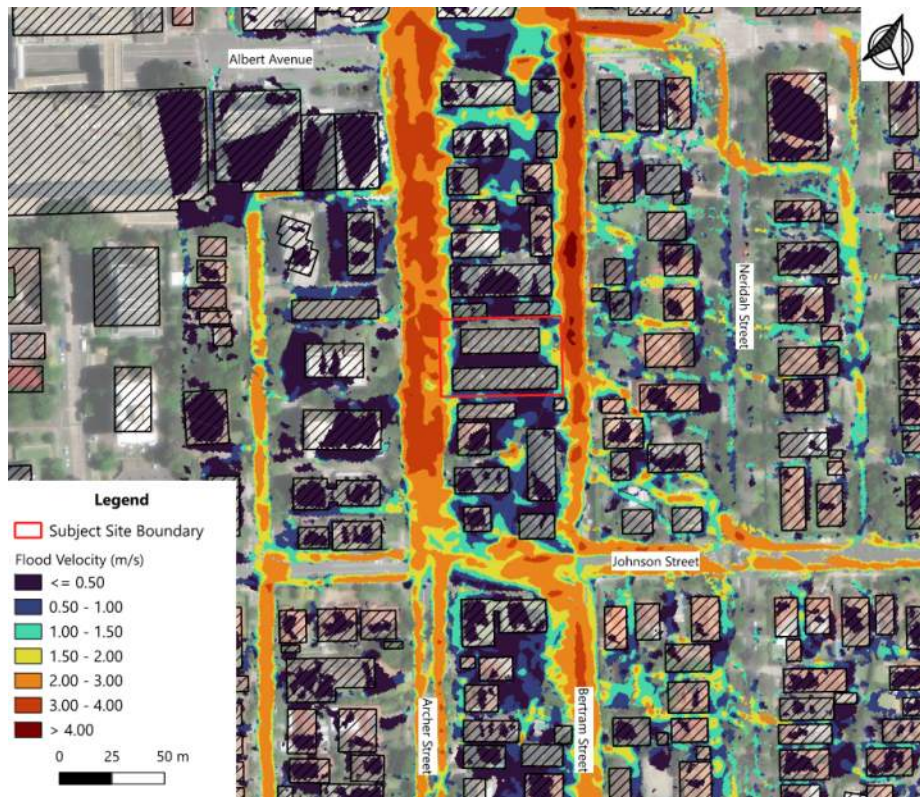 Albert Avenue
Neridah Street
Legend
Subject Site Boundary
Flood Velocity (m/s)
<= 0.50
0.50 - 1.00
1.00 - 1.50
1.50 - 2.00
2.00 - 3.00
3.00 - 4.00
> 4.00
0 25 50 m
Johnson Street
Archer Street
Bertram Street